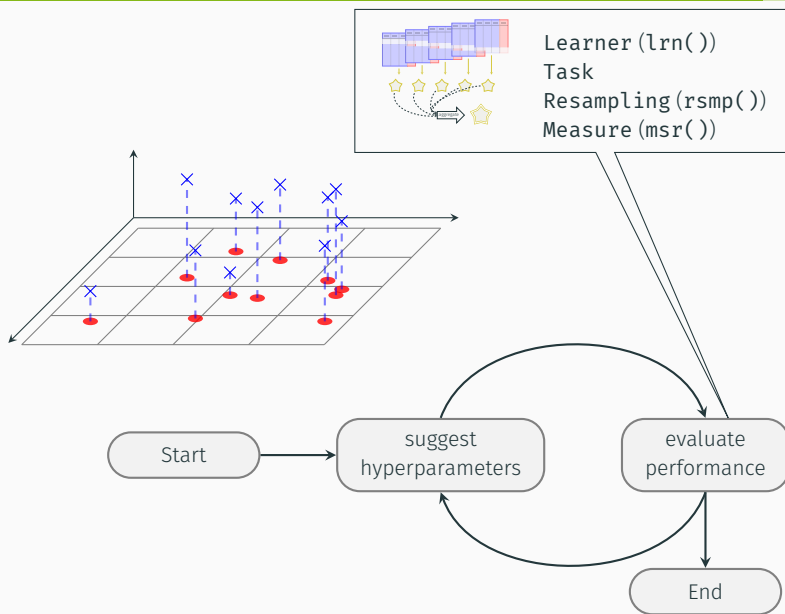 Learner (lrn())
Task
Resampling (rsmp())
Measure (msr())
Start
suggest
hyperparameters
evaluate
performance
End